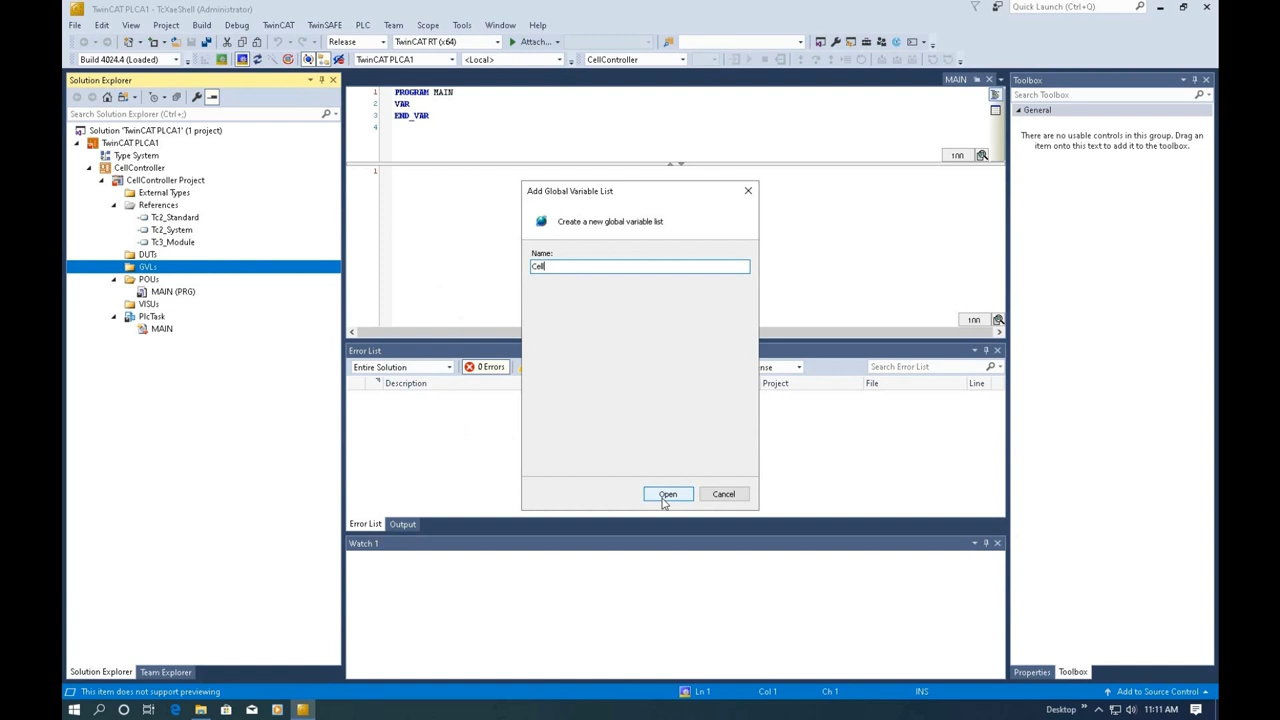 TwinCAT PLCA1 - TcXaeShell (Administrator)
Quick Launch (Ctrl+;)
File Edit View Project Build Debug TwinCAT TwinSAFE PLC Team Scope Tools Window Help
Release TwinCAT RT (x64) Attach...
Build 4024.4 (Loaded) TwinCAT PLCA1 <Local> CellController
Solution Explorer
Search Solution Explorer (Ctrl+;)
Solution 'TwinCAT PLCA1' (1 project)
TwinCAT PLCA1
Type System
CellController
CellController Project
External Types
References
Tc2_Standard
Tc2_System
Tc3_Module
DUTs
GVLs
POUs
MAIN (PRG)
VISUs
PlcTask
MAIN
Solution Explorer Team Explorer
MAIN
1 PROGRAM MAIN
2 VAR
3 END_VAR
4
100
1
100
Add Global Variable List
Create a new global variable list
Name:
Cell
Open Cancel
Error List
Entire Solution 0 Errors Search Error List
Description Project File Line
Error List Output
Watch 1
Toolbox
Search Toolbox
General
There are no usable controls in this group. Drag an
item onto this text to add it to the toolbox.
Properties Toolbox
This item does not support previewing Ln 1 Col 1 Ch 1 INS Add to Source Control
Desktop 11:11 AM